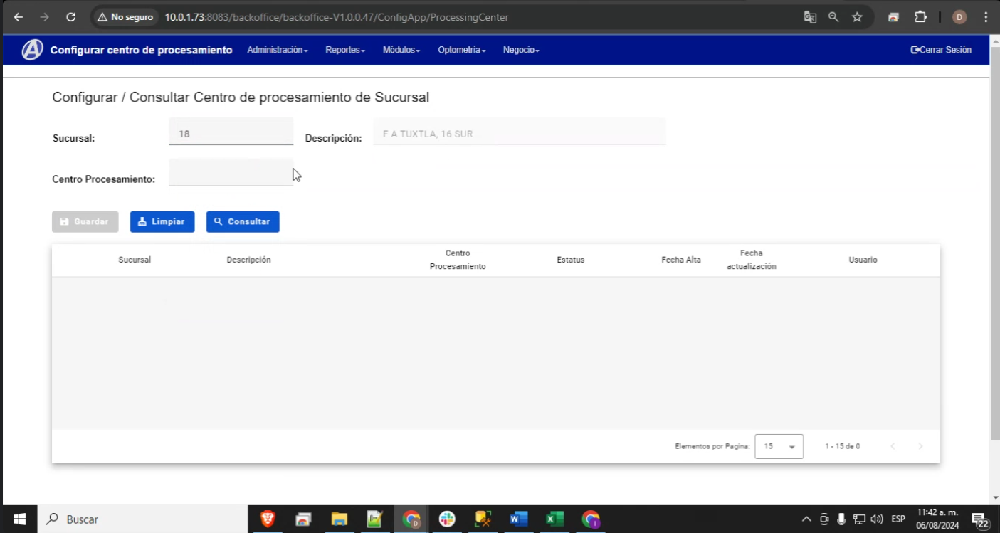 No seguro 10.0.1.73:8083/backoffice/backoffice-V1.0.0.47/ConfigApp/ProcessingCenter D
A Configurar centro de procesamiento Administración Reportes Módulos Optometría Negocio Cerrar Sesión
Configurar / Consultar Centro de procesamiento de Sucursal
Sucursal: 18 Descripción: F A TUXTLA, 16 SUR
Centro Procesamiento:
Guardar Limpiar Consultar
Sucursal Descripción Centro Procesamiento Estatus Fecha Alta Fecha actualización Usuario
Elementos por Pagina: 15 1 - 15 de 0
Buscar ESP 11:42 a. m.
06/08/2024 22